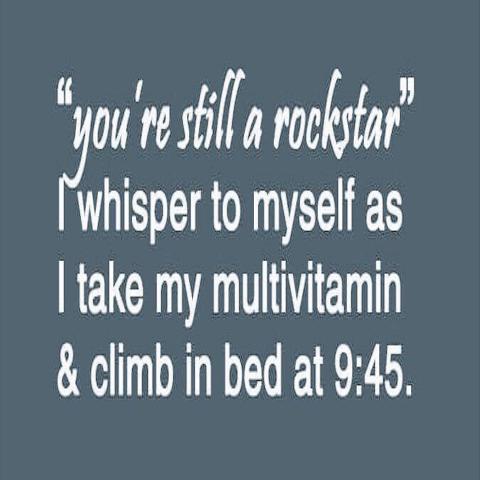 “you're still a rockstar”
I whisper to myself as
I take my multivitamin
& climb in bed at 9:45.